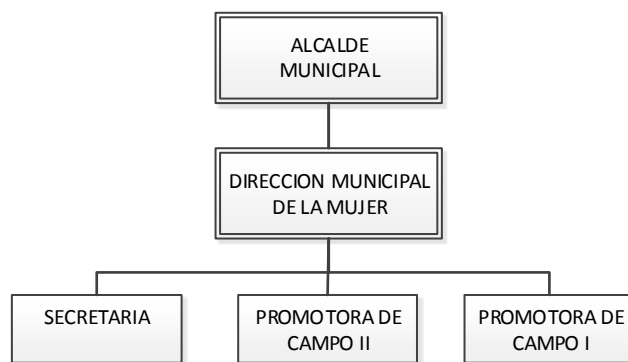 ALCALDE
MUNICIPAL
DIRECCION MUNICIPAL
DE LA MUJER
SECRETARIA
PROMOTORA DE
CAMPO II
PROMOTORA DE
CAMPO I